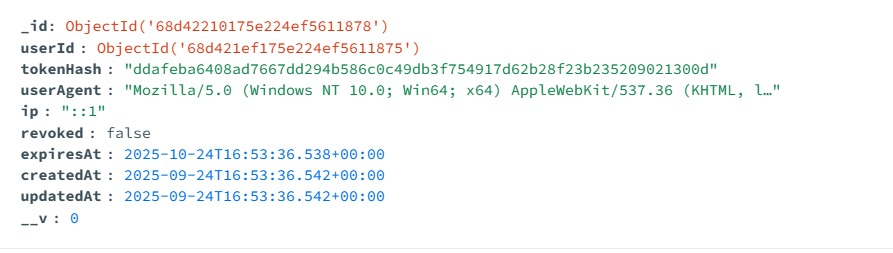 _id: ObjectId('68d42210175e224ef5611878')
userId : ObjectId('68d421ef175e224ef5611875')
tokenHash : "ddafeba6408ad7667dd294b586c0c49db3f754917d62b28f23b235209021300d"
userAgent : "Mozilla/5.0 (Windows NT 10.0; Win64; x64) AppleWebKit/537.36 (KHTML, l…"
ip : "::1"
revoked : false
expiresAt : 2025-10-24T16:53:36.538+00:00
createdAt : 2025-09-24T16:53:36.542+00:00
updatedAt : 2025-09-24T16:53:36.542+00:00
__v : 0